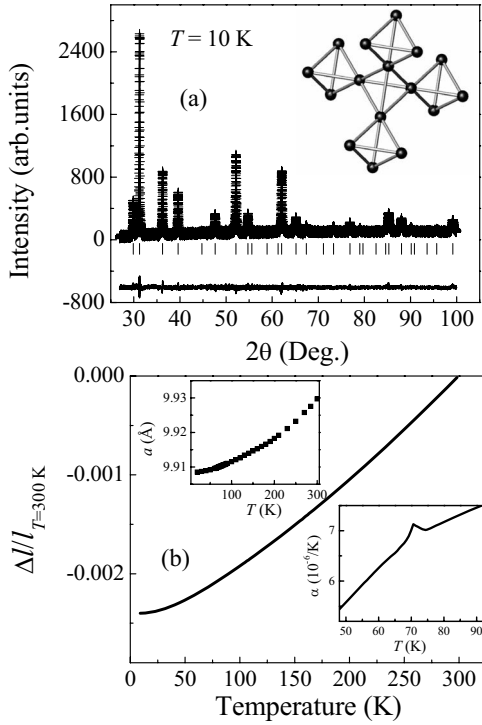 2600
T = 10 K
(a)
1600
800
0
-800
Intensity (arb.units)
30 40 50 60 70 80 90 100
2θ (Deg.)
0.000
-0.001
-0.002
Δl/l T=300 K
9.93
9.92
9.91
a (Å)
100 200 300
T (K)
(b)
7
6
α (10⁻⁶/K)
50 60 70 80 90
T (K)
0 50 100 150 200 250 300
Temperature (K)